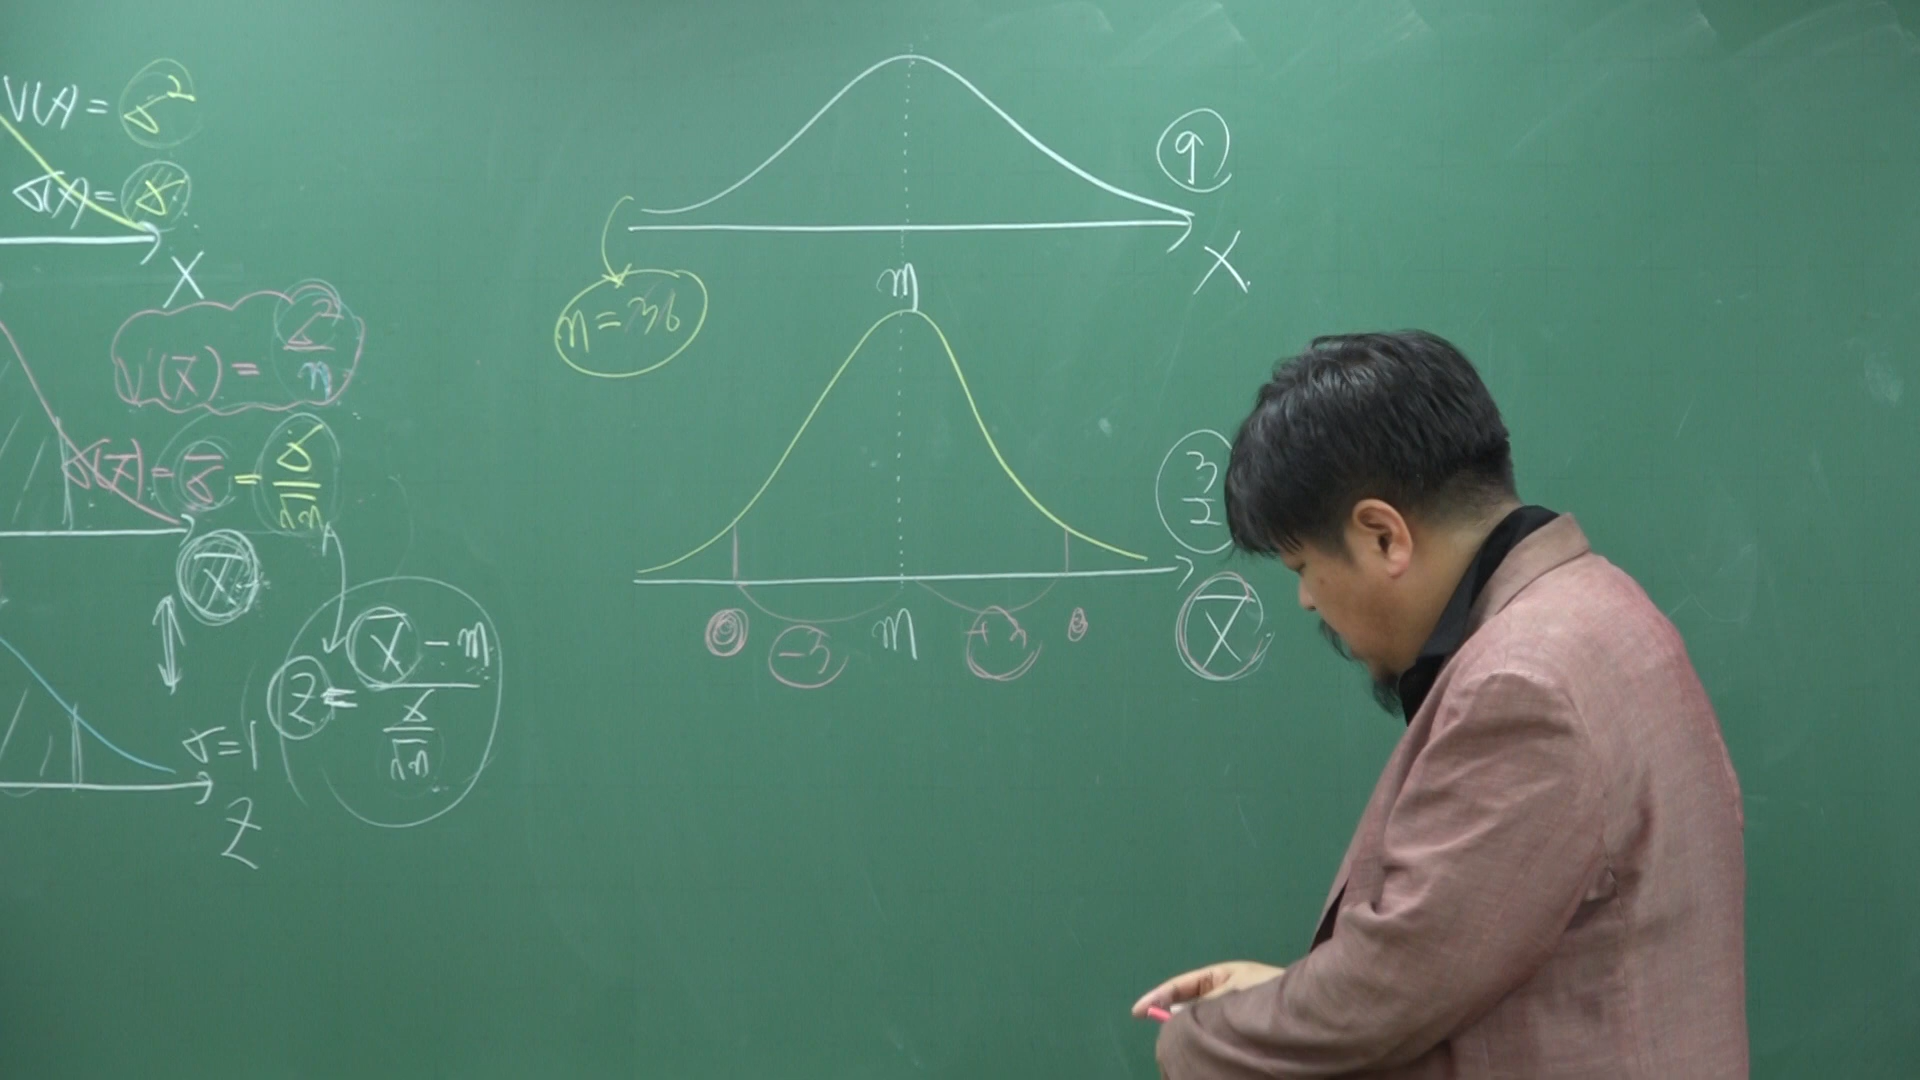 V(X) = σ²
σ(X) = σ
X
V(X̄) = σ²/n
σ(X̄) = σ̄ = σ/√n
X̄
Z = (X̄ - m)/(σ/√n)
σ = 1
Z
9
X
m
n = 36
3/2
-3
m
+3
X̄